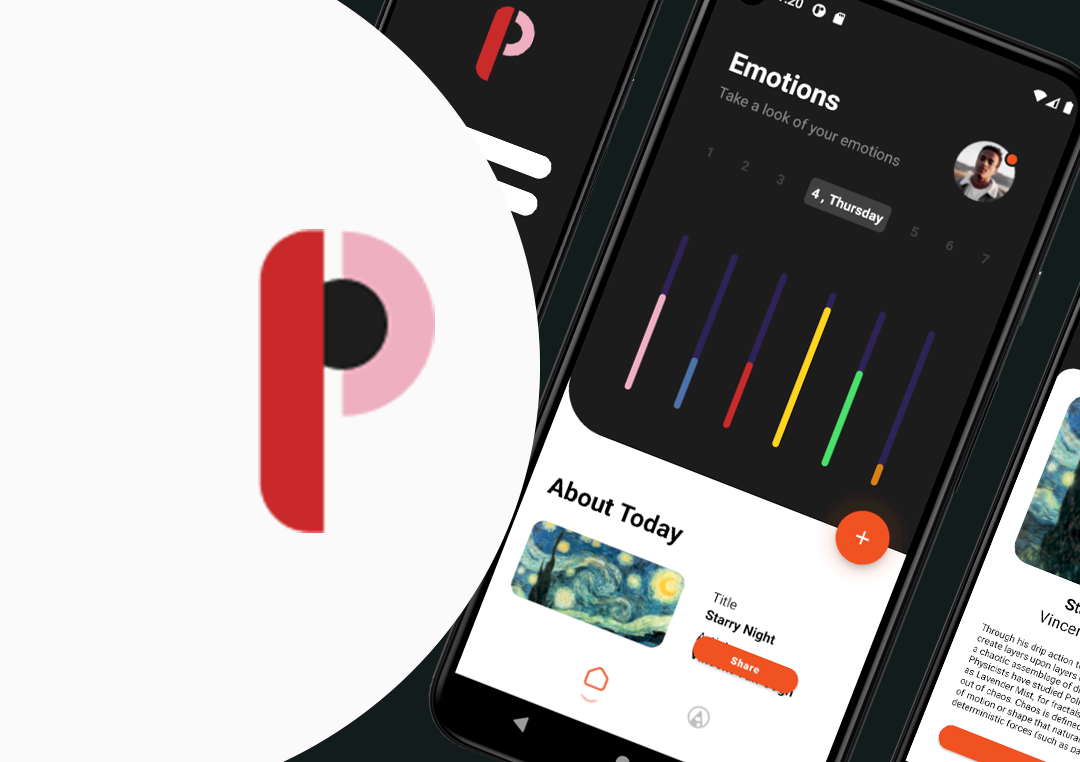 :20
Emotions
Take a look of your emotions
1 2 3 4 , Thursday 5 6 7
+
About Today
Title
Starry Night
Share
St
Vincen
Through his drip action t
create layers upon layers
a chaotic assemblage of d
Physicists have studied Poll
as Lavender Mist, for fractals
out of chaos. Chaos is define
of motion or shape that natura
deterministic forces (such as pa